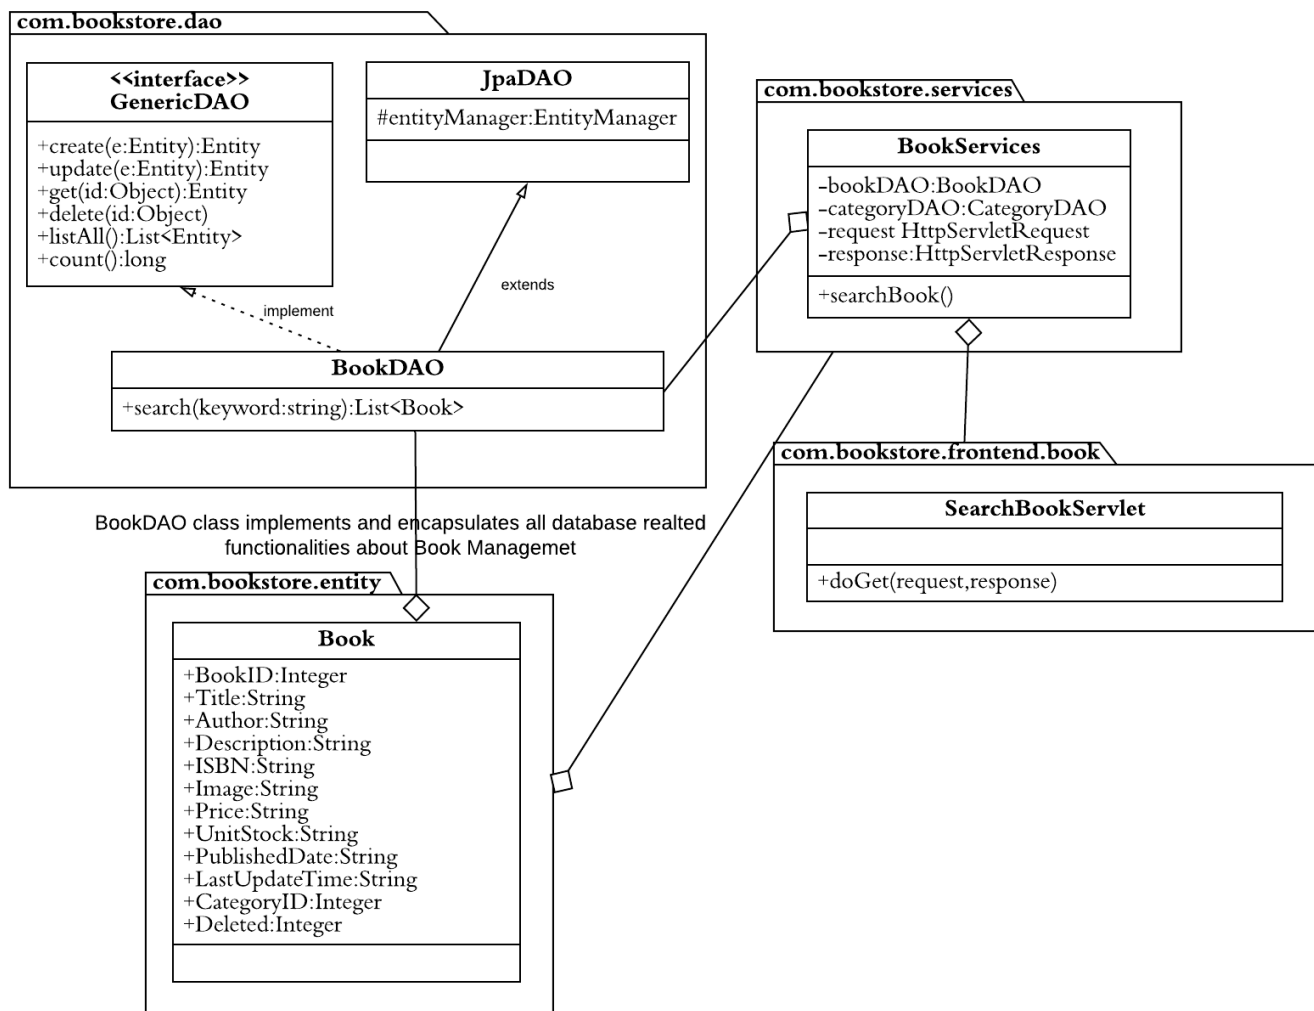 com.bookstore.dao
<<interface>>
GenericDAO
+create(e:Entity):Entity
+update(e:Entity):Entity
+get(id:Object):Entity
+delete(id:Object)
+listAll():List<Entity>
+count():long
JpaDAO
#entityManager:EntityManager
implement
extends
BookDAO
+search(keyword:string):List<Book>
com.bookstore.services
BookServices
-bookDAO:BookDAO
-categoryDAO:CategoryDAO
-request HttpServletRequest
-response:HttpServletResponse
+searchBook()
com.bookstore.frontend.book
SearchBookServlet
+doGet(request,response)
BookDAO class implements and encapsulates all database realted
functionalities about Book Managemet
com.bookstore.entity
Book
+BookID:Integer
+Title:String
+Author:String
+Description:String
+ISBN:String
+Image:String
+Price:String
+UnitStock:String
+PublishedDate:String
+LastUpdateTime:String
+CategoryID:Integer
+Deleted:Integer